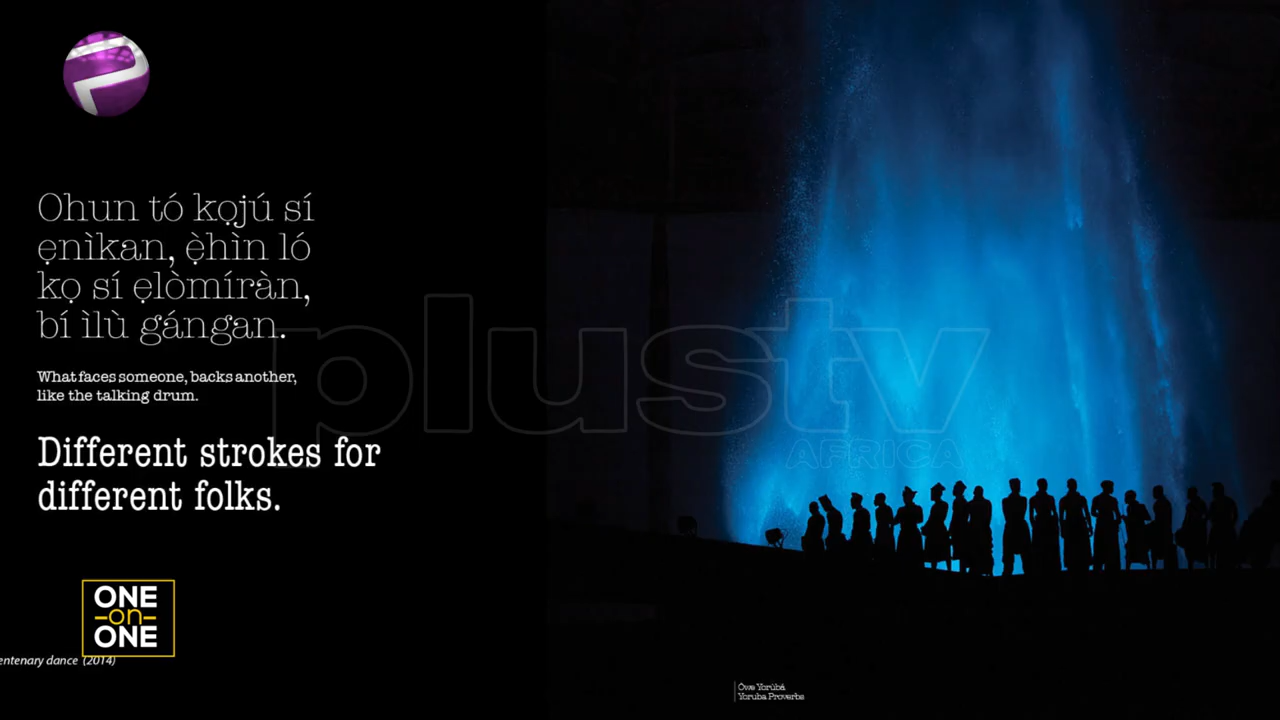 Ohun tó kọjú sí
ẹnìkan, ẹ̀hìn ló
kọ sí ẹlòmíràn,
bí ìlù gángan.
What faces someone, backs another,
like the talking drum.
Different strokes for
different folks.
plustv
AFRICA
ONE
on
ONE
entenary dance (2014)
Òwe Yorùbá
Yoruba Proverbs